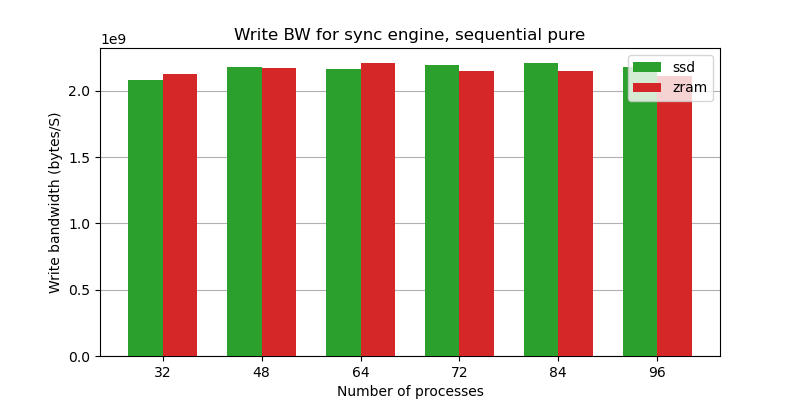 Write BW for sync engine, sequential pure
1e9
ssd
zram
2.0
1.5
1.0
0.5
0.0
Write bandwidth (bytes/S)
32 48 64 72 84 96
Number of processes